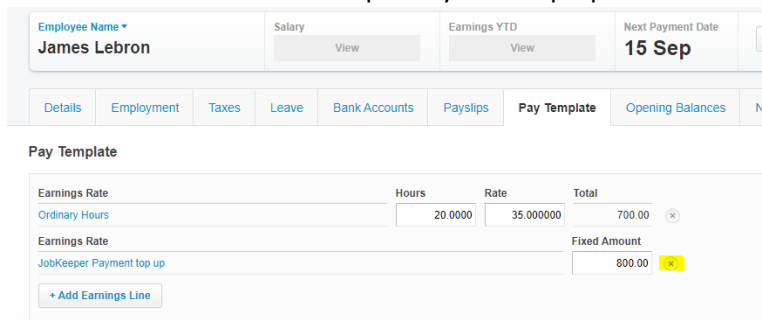 Employee Name Salary Earnings YTD Next Payment Date
James Lebron View View 15 Sep
Details Employment Taxes Leave Bank Accounts Payslips Pay Template Opening Balances N
Pay Template
Earnings Rate Hours Rate Total
Ordinary Hours 20.0000 35.000000 700.00
Earnings Rate Fixed Amount
JobKeeper Payment top up 800.00
+ Add Earnings Line